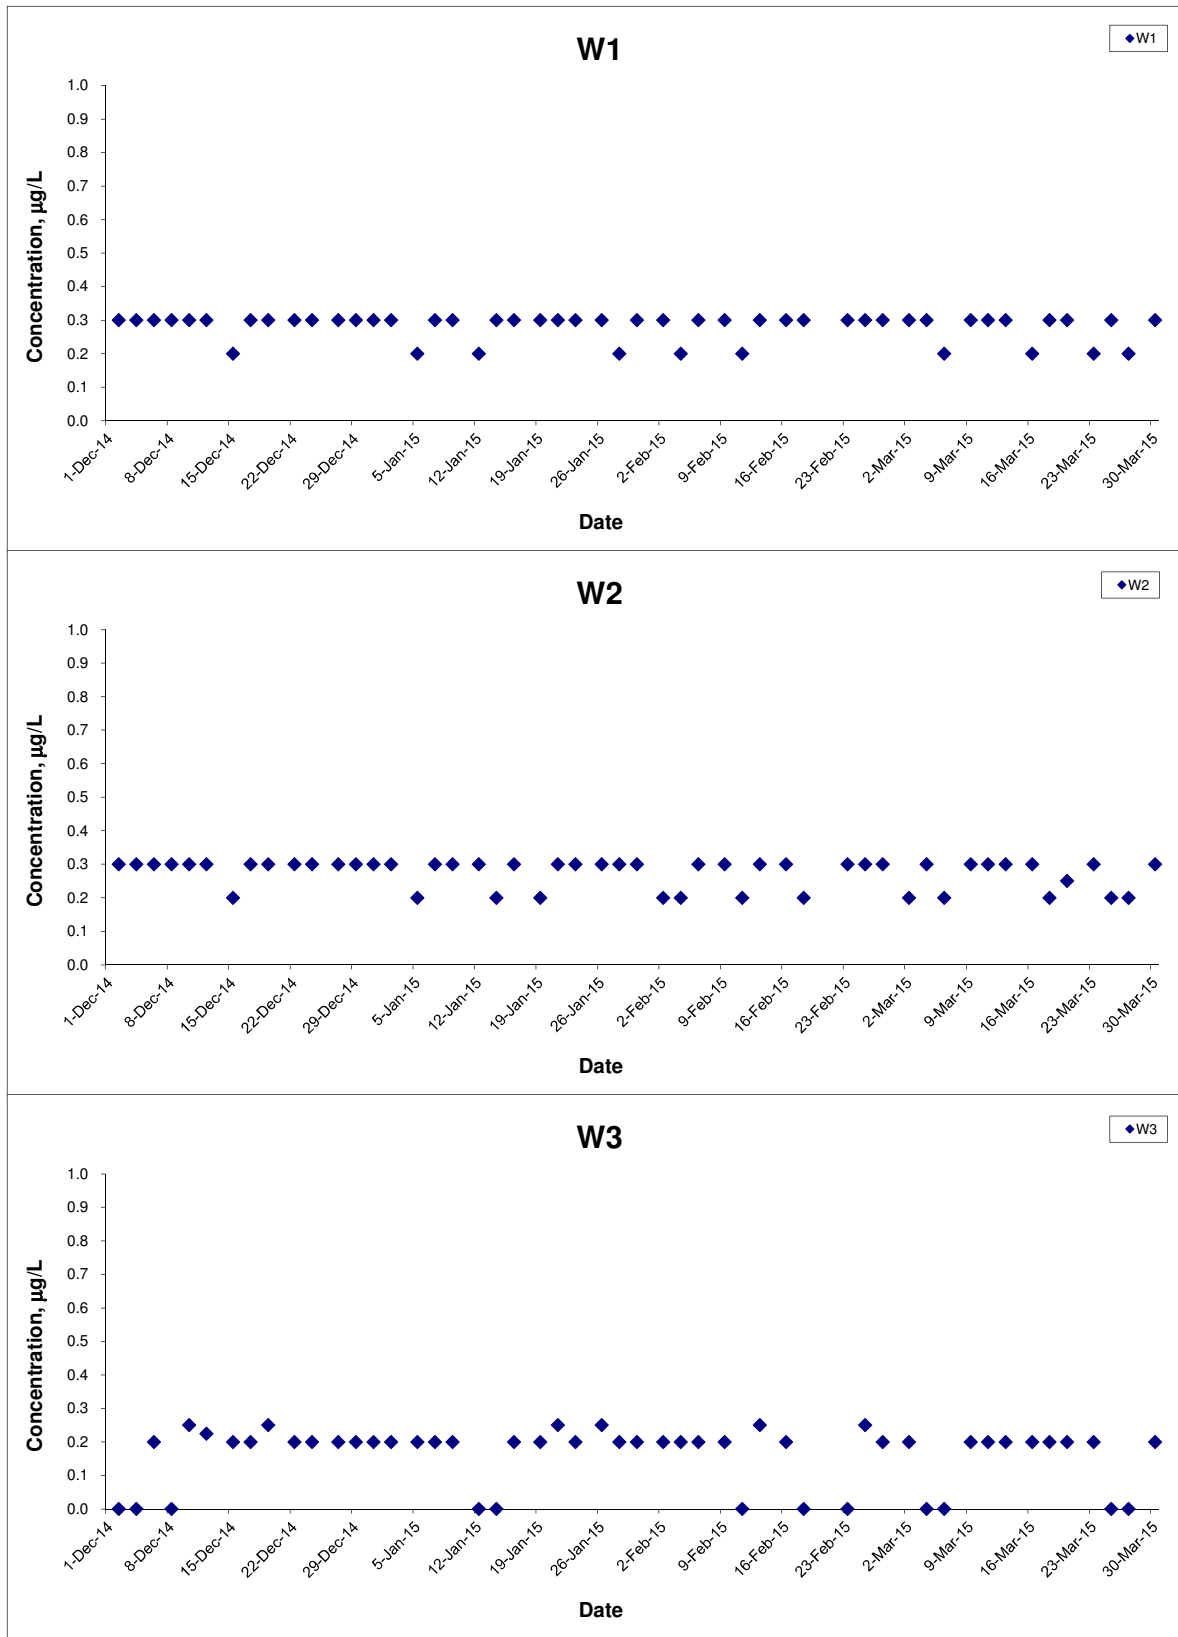 W1
W1
1.0
0.9
0.8
0.7
0.6
0.5
0.4
0.3
0.2
0.1
0.0
Concentration, µg/L
1-Dec-14
8-Dec-14
15-Dec-14
22-Dec-14
29-Dec-14
5-Jan-15
12-Jan-15
19-Jan-15
26-Jan-15
2-Feb-15
9-Feb-15
16-Feb-15
23-Feb-15
2-Mar-15
9-Mar-15
16-Mar-15
23-Mar-15
30-Mar-15
Date
W2
W2
1.0
0.9
0.8
0.7
0.6
0.5
0.4
0.3
0.2
0.1
0.0
Concentration, µg/L
1-Dec-14
8-Dec-14
15-Dec-14
22-Dec-14
29-Dec-14
5-Jan-15
12-Jan-15
19-Jan-15
26-Jan-15
2-Feb-15
9-Feb-15
16-Feb-15
23-Feb-15
2-Mar-15
9-Mar-15
16-Mar-15
23-Mar-15
30-Mar-15
Date
W3
W3
1.0
0.9
0.8
0.7
0.6
0.5
0.4
0.3
0.2
0.1
0.0
Concentration, µg/L
1-Dec-14
8-Dec-14
15-Dec-14
22-Dec-14
29-Dec-14
5-Jan-15
12-Jan-15
19-Jan-15
26-Jan-15
2-Feb-15
9-Feb-15
16-Feb-15
23-Feb-15
2-Mar-15
9-Mar-15
16-Mar-15
23-Mar-15
30-Mar-15
Date